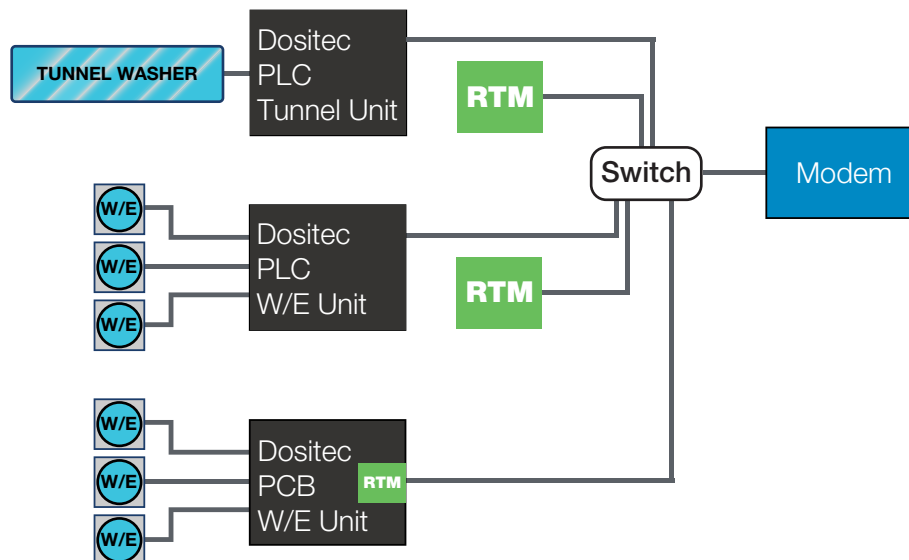 TUNNEL WASHER
Dositec
PLC
Tunnel Unit
RTM
Switch
Modem
W/E
W/E
W/E
Dositec
PLC
W/E Unit
RTM
W/E
W/E
W/E
Dositec
PCB
W/E Unit
RTM